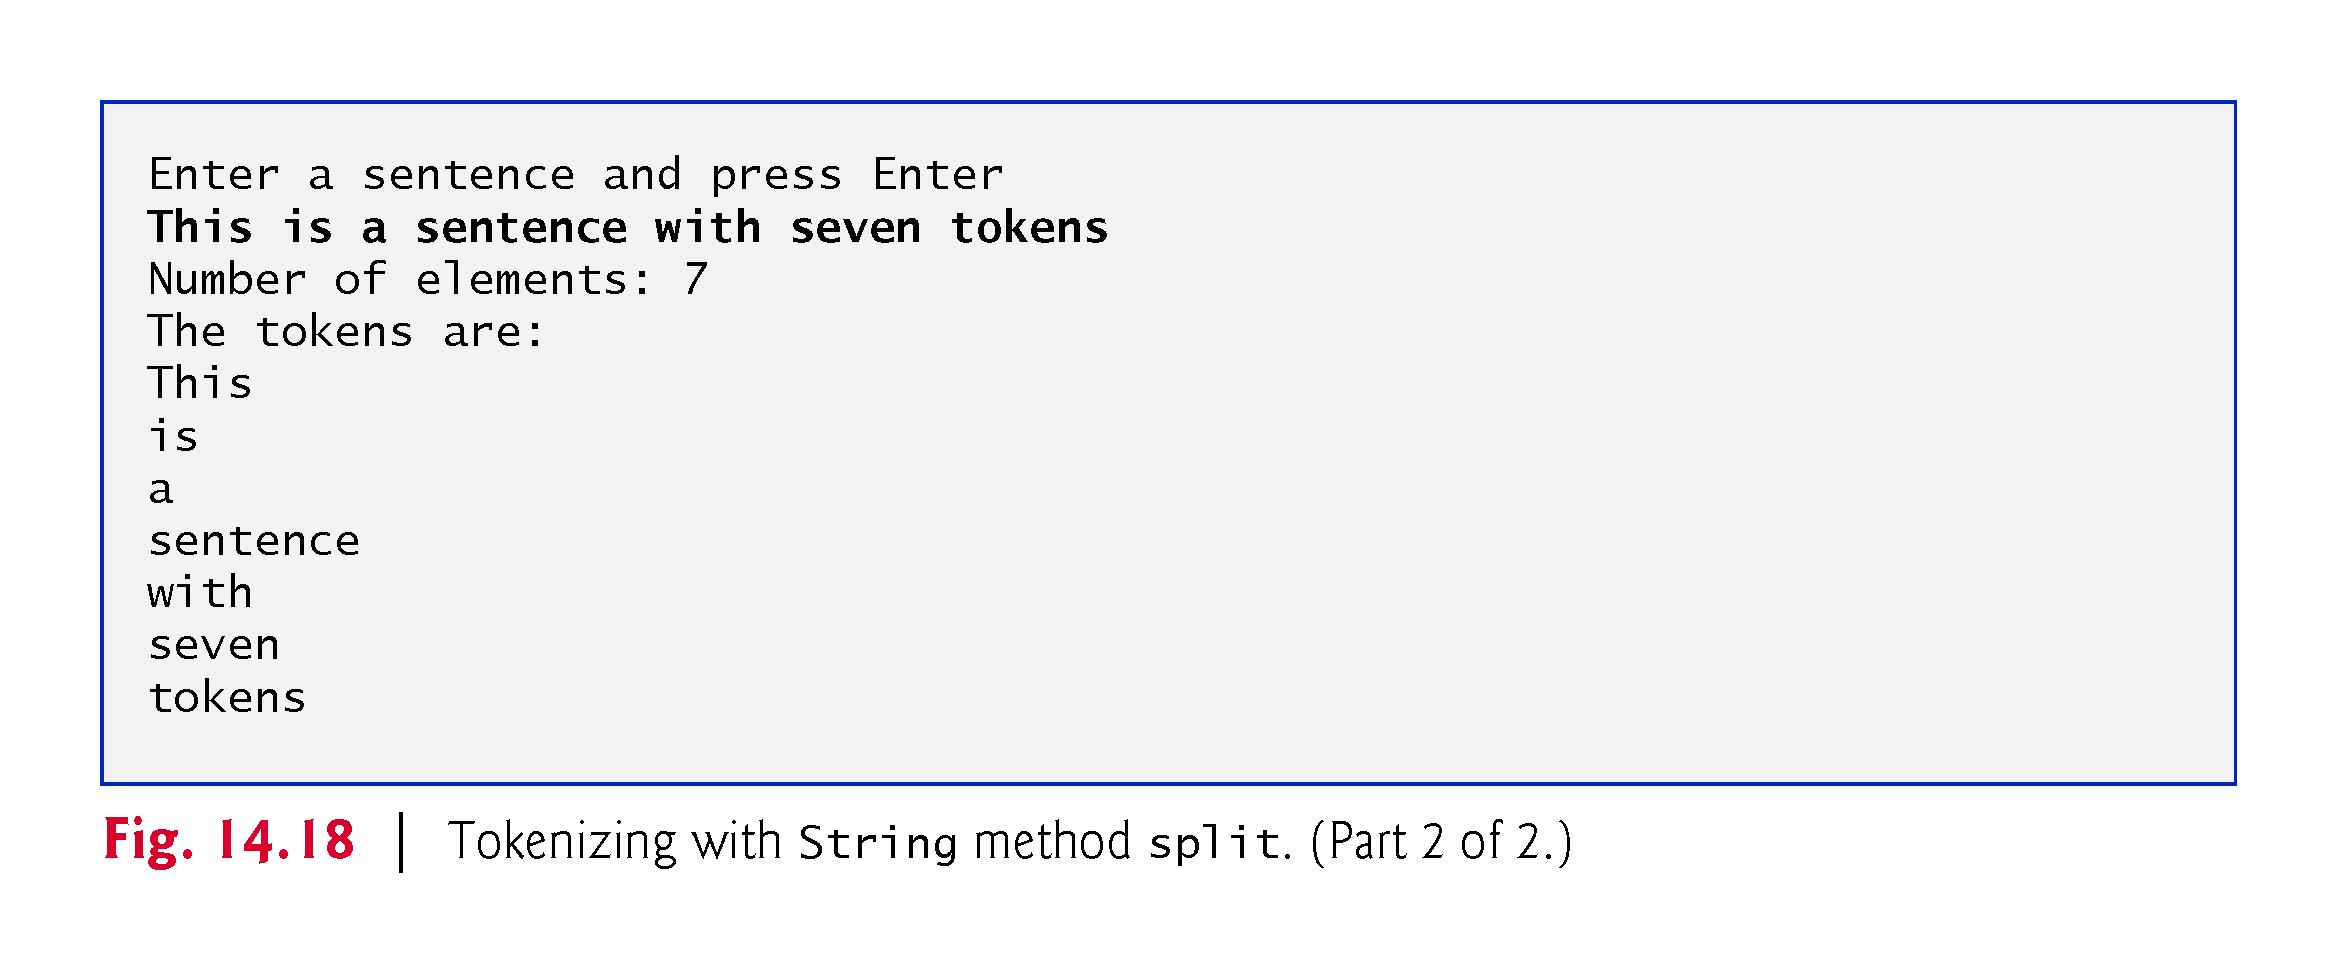 Enter a sentence and press Enter
This is a sentence with seven tokens
Number of elements: 7
The tokens are:
This
is
a
sentence
with
seven
tokens
Fig. 14.18 | Tokenizing with String method split. (Part 2 of 2.)